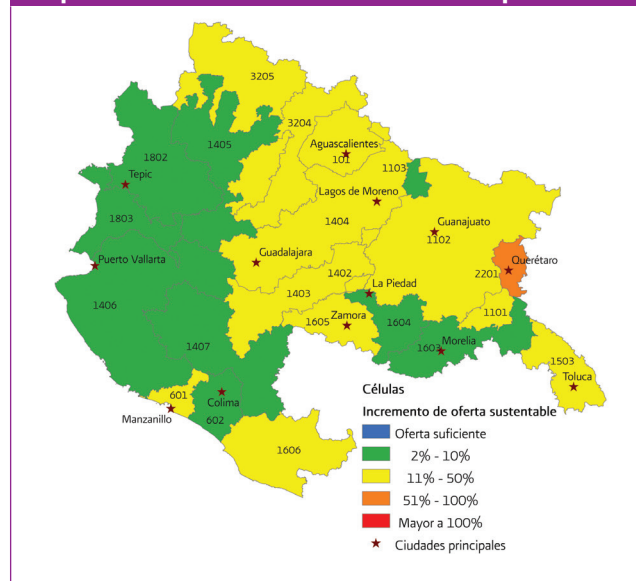 3205
3204
1405
1802
Aguascalientes
101
1103
Tepic
Lagos de Moreno
1803
1404
Guanajuato
1102
Guadalajara
Querétaro
Puerto Vallarta
1402
2201
La Piedad
1406
1403
1101
1605
Zamora
1604
1407
1603
Morelia
1503
Toluca
601
Colima
Manzanillo
602
1606
Células
Incremento de oferta sustentable
Oferta suficiente
2% - 10%
11% - 50%
51% - 100%
Mayor a 100%
Ciudades principales